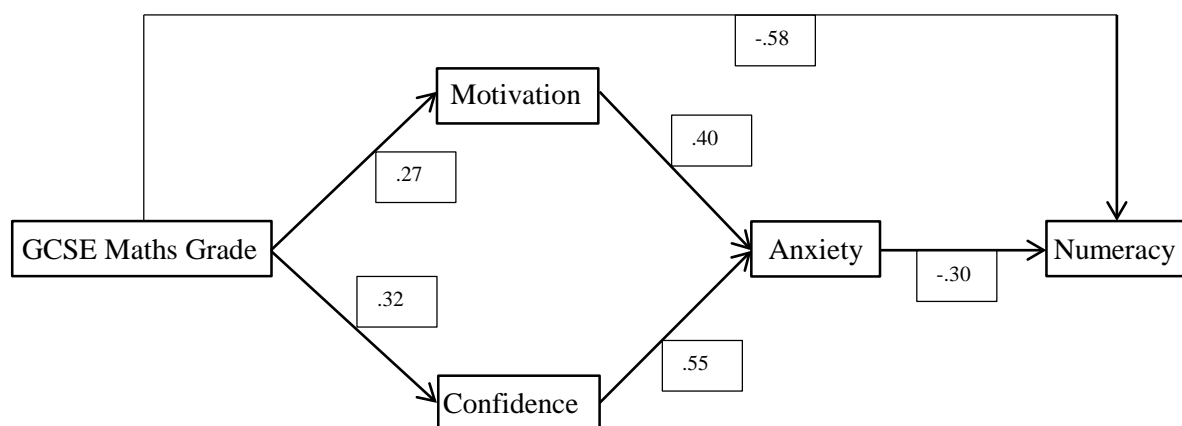 -.58
Motivation
.40
.27
GCSE Maths Grade
Anxiety
Numeracy
-.30
.32
.55
Confidence